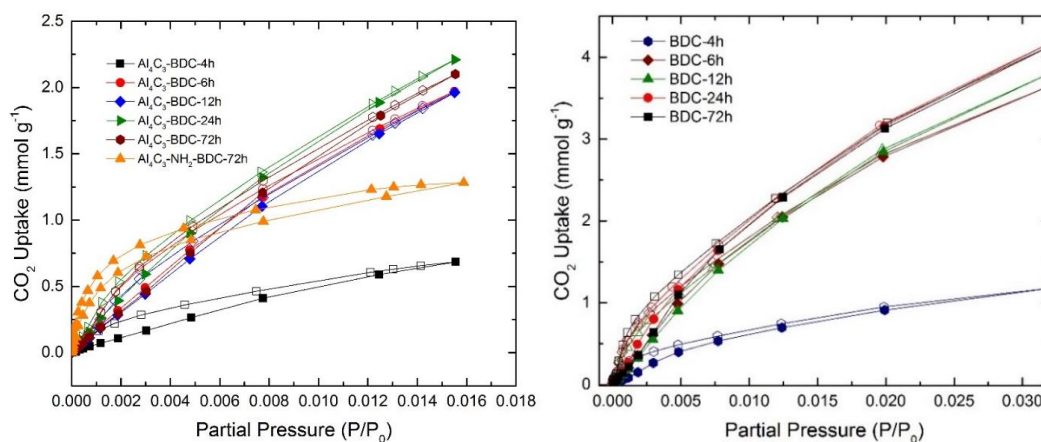 CO₂ Uptake (mmol g⁻¹)
2.5
2.0
1.5
1.0
0.5
0.0
Al₄C₃-BDC-4h
Al₄C₃-BDC-6h
Al₄C₃-BDC-12h
Al₄C₃-BDC-24h
Al₄C₃-BDC-72h
Al₄C₃-NH₂-BDC-72h
0.000 0.002 0.004 0.006 0.008 0.010 0.012 0.014 0.016 0.018
Partial Pressure (P/P₀)
CO₂ Uptake (mmol g⁻¹)
4
3
2
1
0
BDC-4h
BDC-6h
BDC-12h
BDC-24h
BDC-72h
0.000 0.005 0.010 0.015 0.020 0.025 0.030
Partial Pressure (P/P₀)